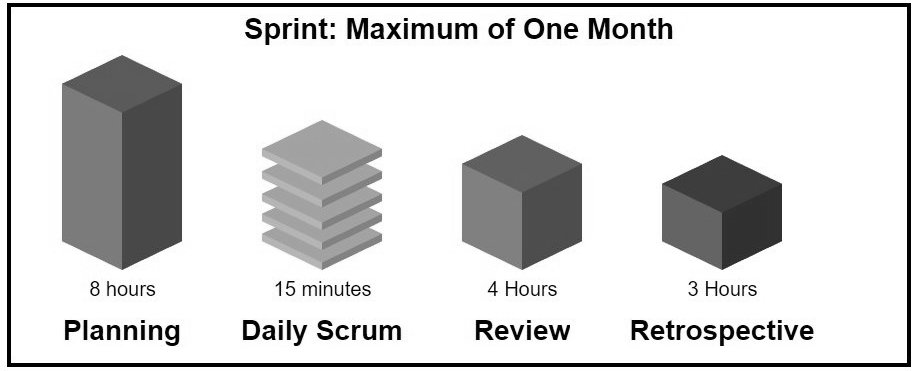 Sprint: Maximum of One Month
8 hours
15 minutes
4 Hours
3 Hours
Planning
Daily Scrum
Review
Retrospective